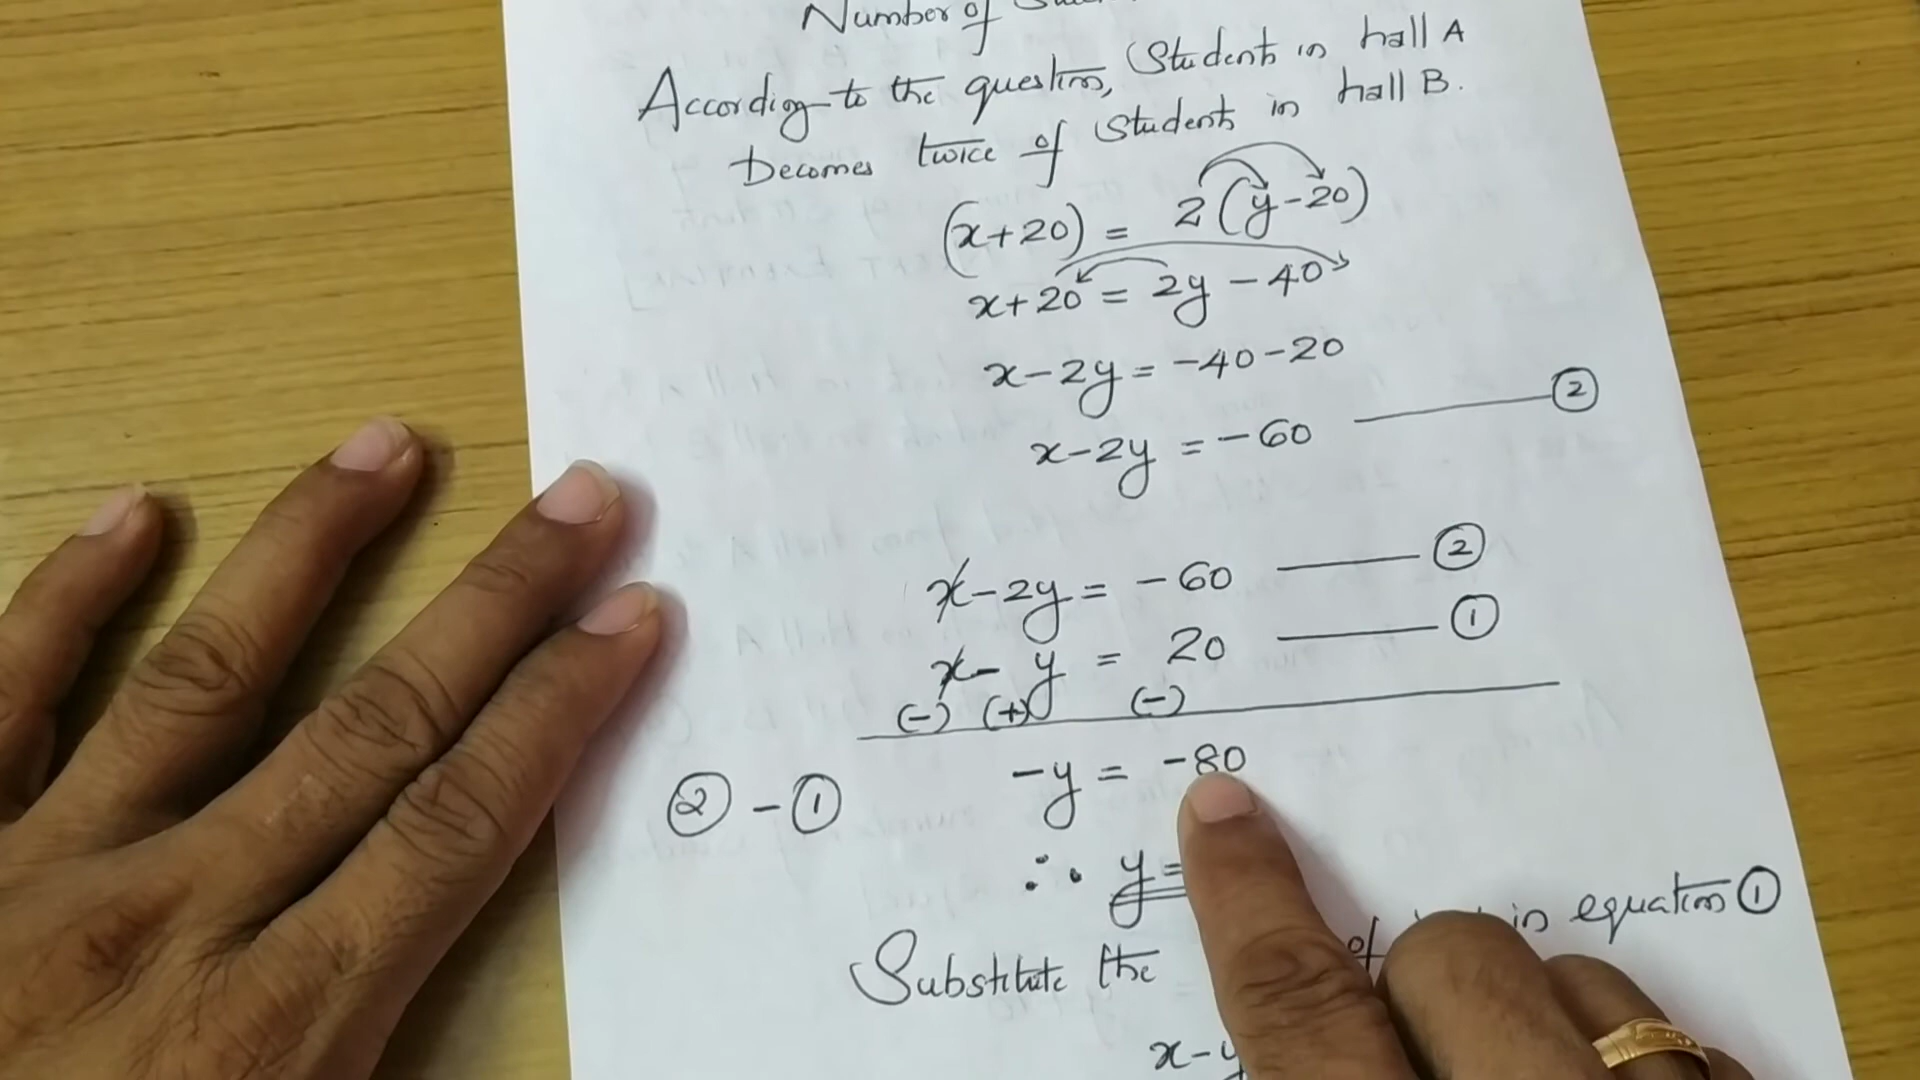 Number of
According to the question, Students in hall A
becomes twice of Students in hall B.
(x+20) = 2(y-20)
x+20 = 2y - 40
x-2y = -40-20
x-2y = -60 ②
x-2y = -60 ②
x- y = 20 ①
(-) (+) (-)
②-① -y = -80
∴ y=
Substitute the of in equation ①
x-y